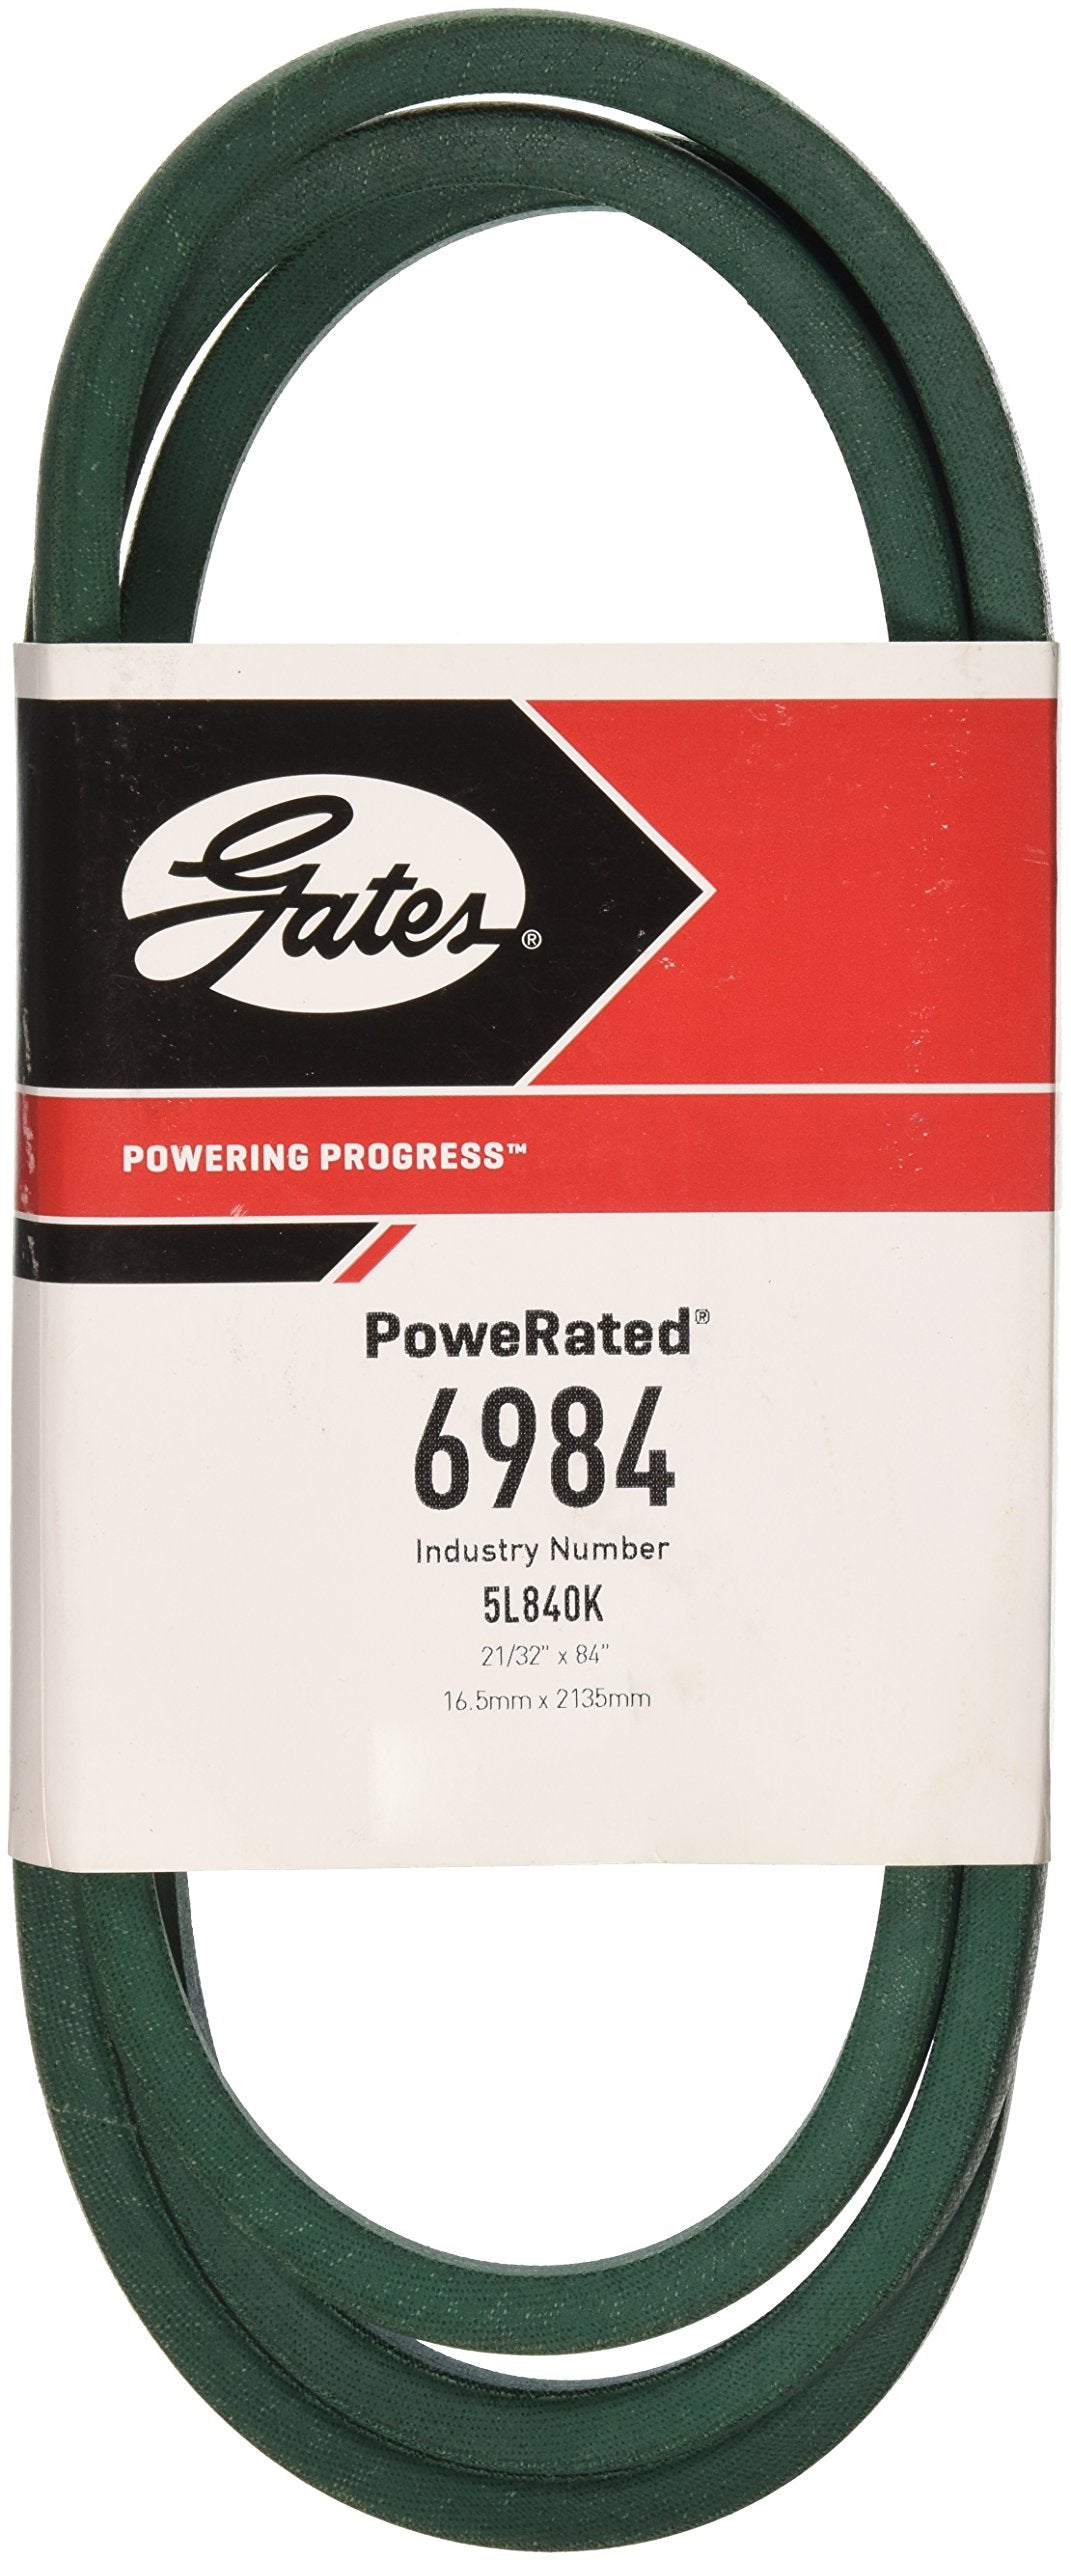 Gates®
POWERING PROGRESS™
PoweRated®
6984
Industry Number
5L840K
21/32" x 84"
16.5mm x 2135mm